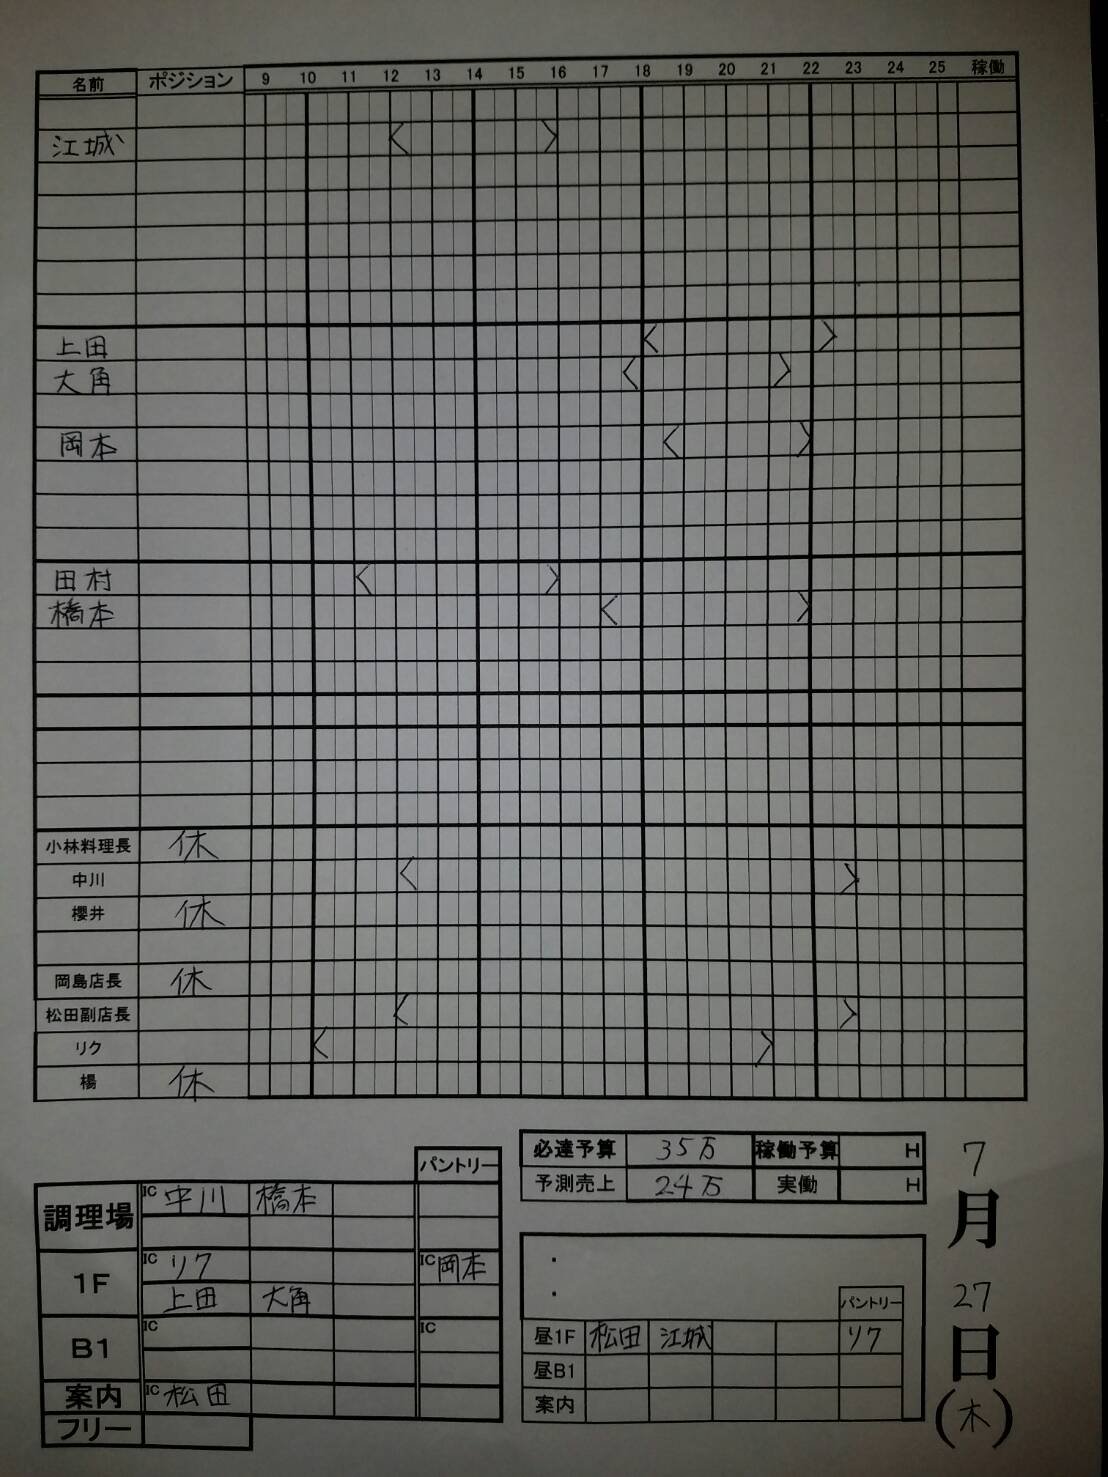 名前 ポジション 9 10 11 12 13 14 15 16 17 18 19 20 21 22 23 24 25 稼働
江城
上田
大角
岡本
田村
橋本
小林料理長 休
中川
櫻井 休
岡島店長 休
松田副店長
リク
楊 休
必達予算 35万 稼働予算 H
予測売上 24万 実働 H
7
月
27
日
(木)
パントリー
調理場 IC 中川 橋本
1F IC リク IC 岡本
上田 大角
B1 IC IC
案内 IC 松田
フリー
・
・
パントリー
昼1F 松田 江城 リク
昼B1
案内